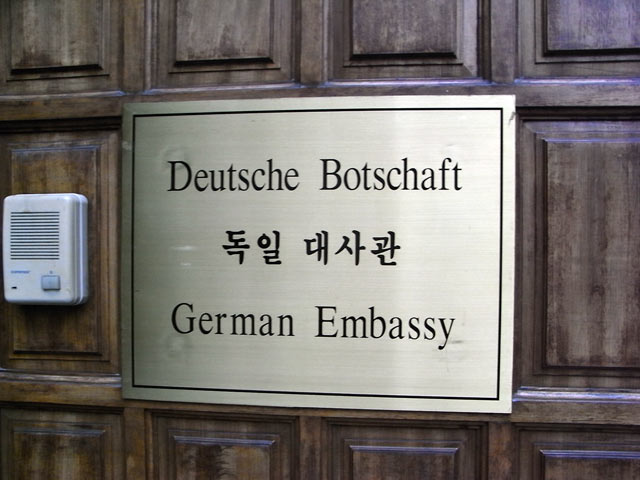 Deutsche Botschaft
독일 대사관
German Embassy